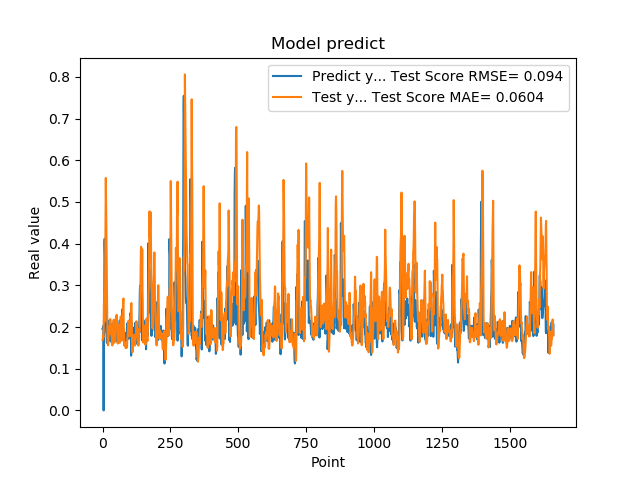 Model predict
Predict y... Test Score RMSE= 0.094
Test y... Test Score MAE= 0.0604
0.8
0.7
0.6
0.5
0.4
0.3
0.2
0.1
0.0
Real value
0 250 500 750 1000 1250 1500
Point